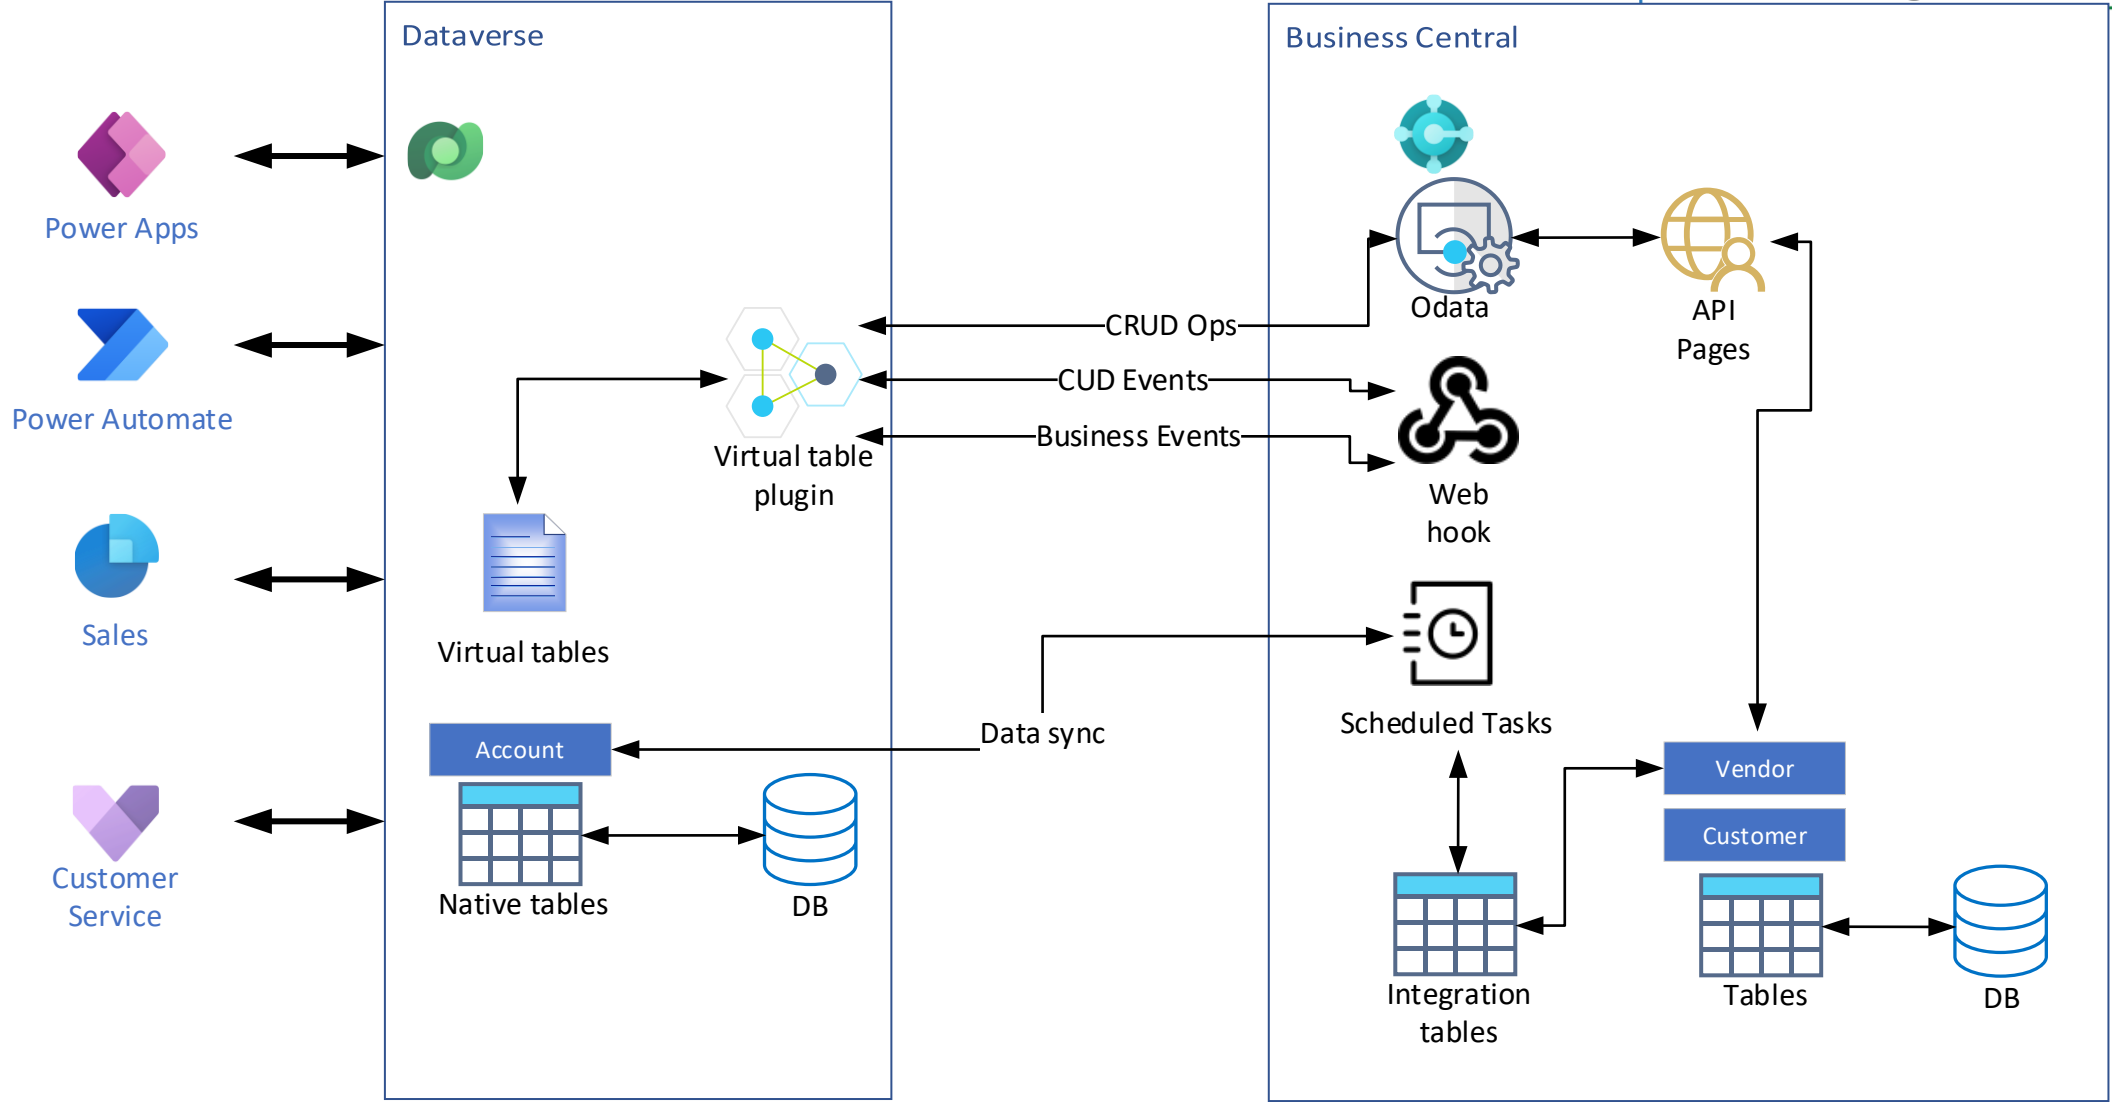 Dataverse
Business Central
Power Apps
Power Automate
Sales
Customer
Service
Virtual table
plugin
Virtual tables
Account
Native tables
DB
CRUD Ops
CUD Events
Business Events
Data sync
Odata
API
Pages
Web
hook
Scheduled Tasks
Vendor
Customer
Integration
tables
Tables
DB